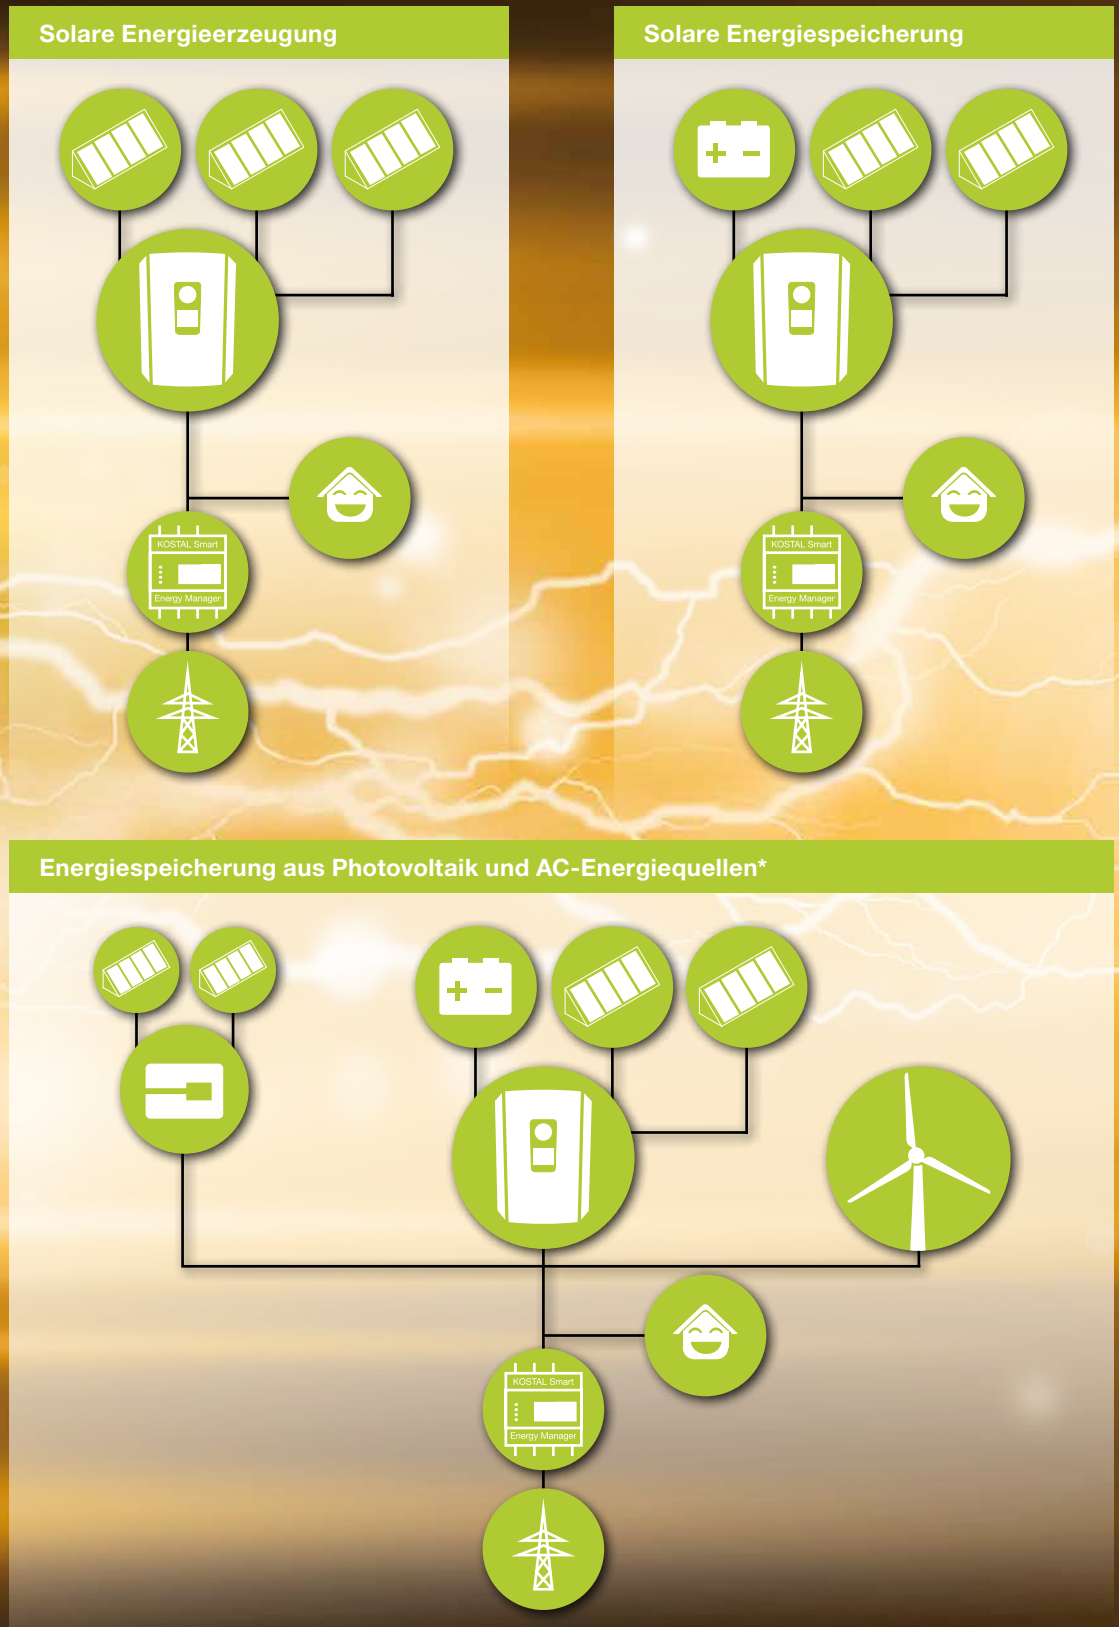 Solare Energieerzeugung
KOSTAL Smart
Energy Manager
Solare Energiespeicherung
KOSTAL Smart
Energy Manager
Energiespeicherung aus Photovoltaik und AC-Energiequellen*
KOSTAL Smart
Energy Manager